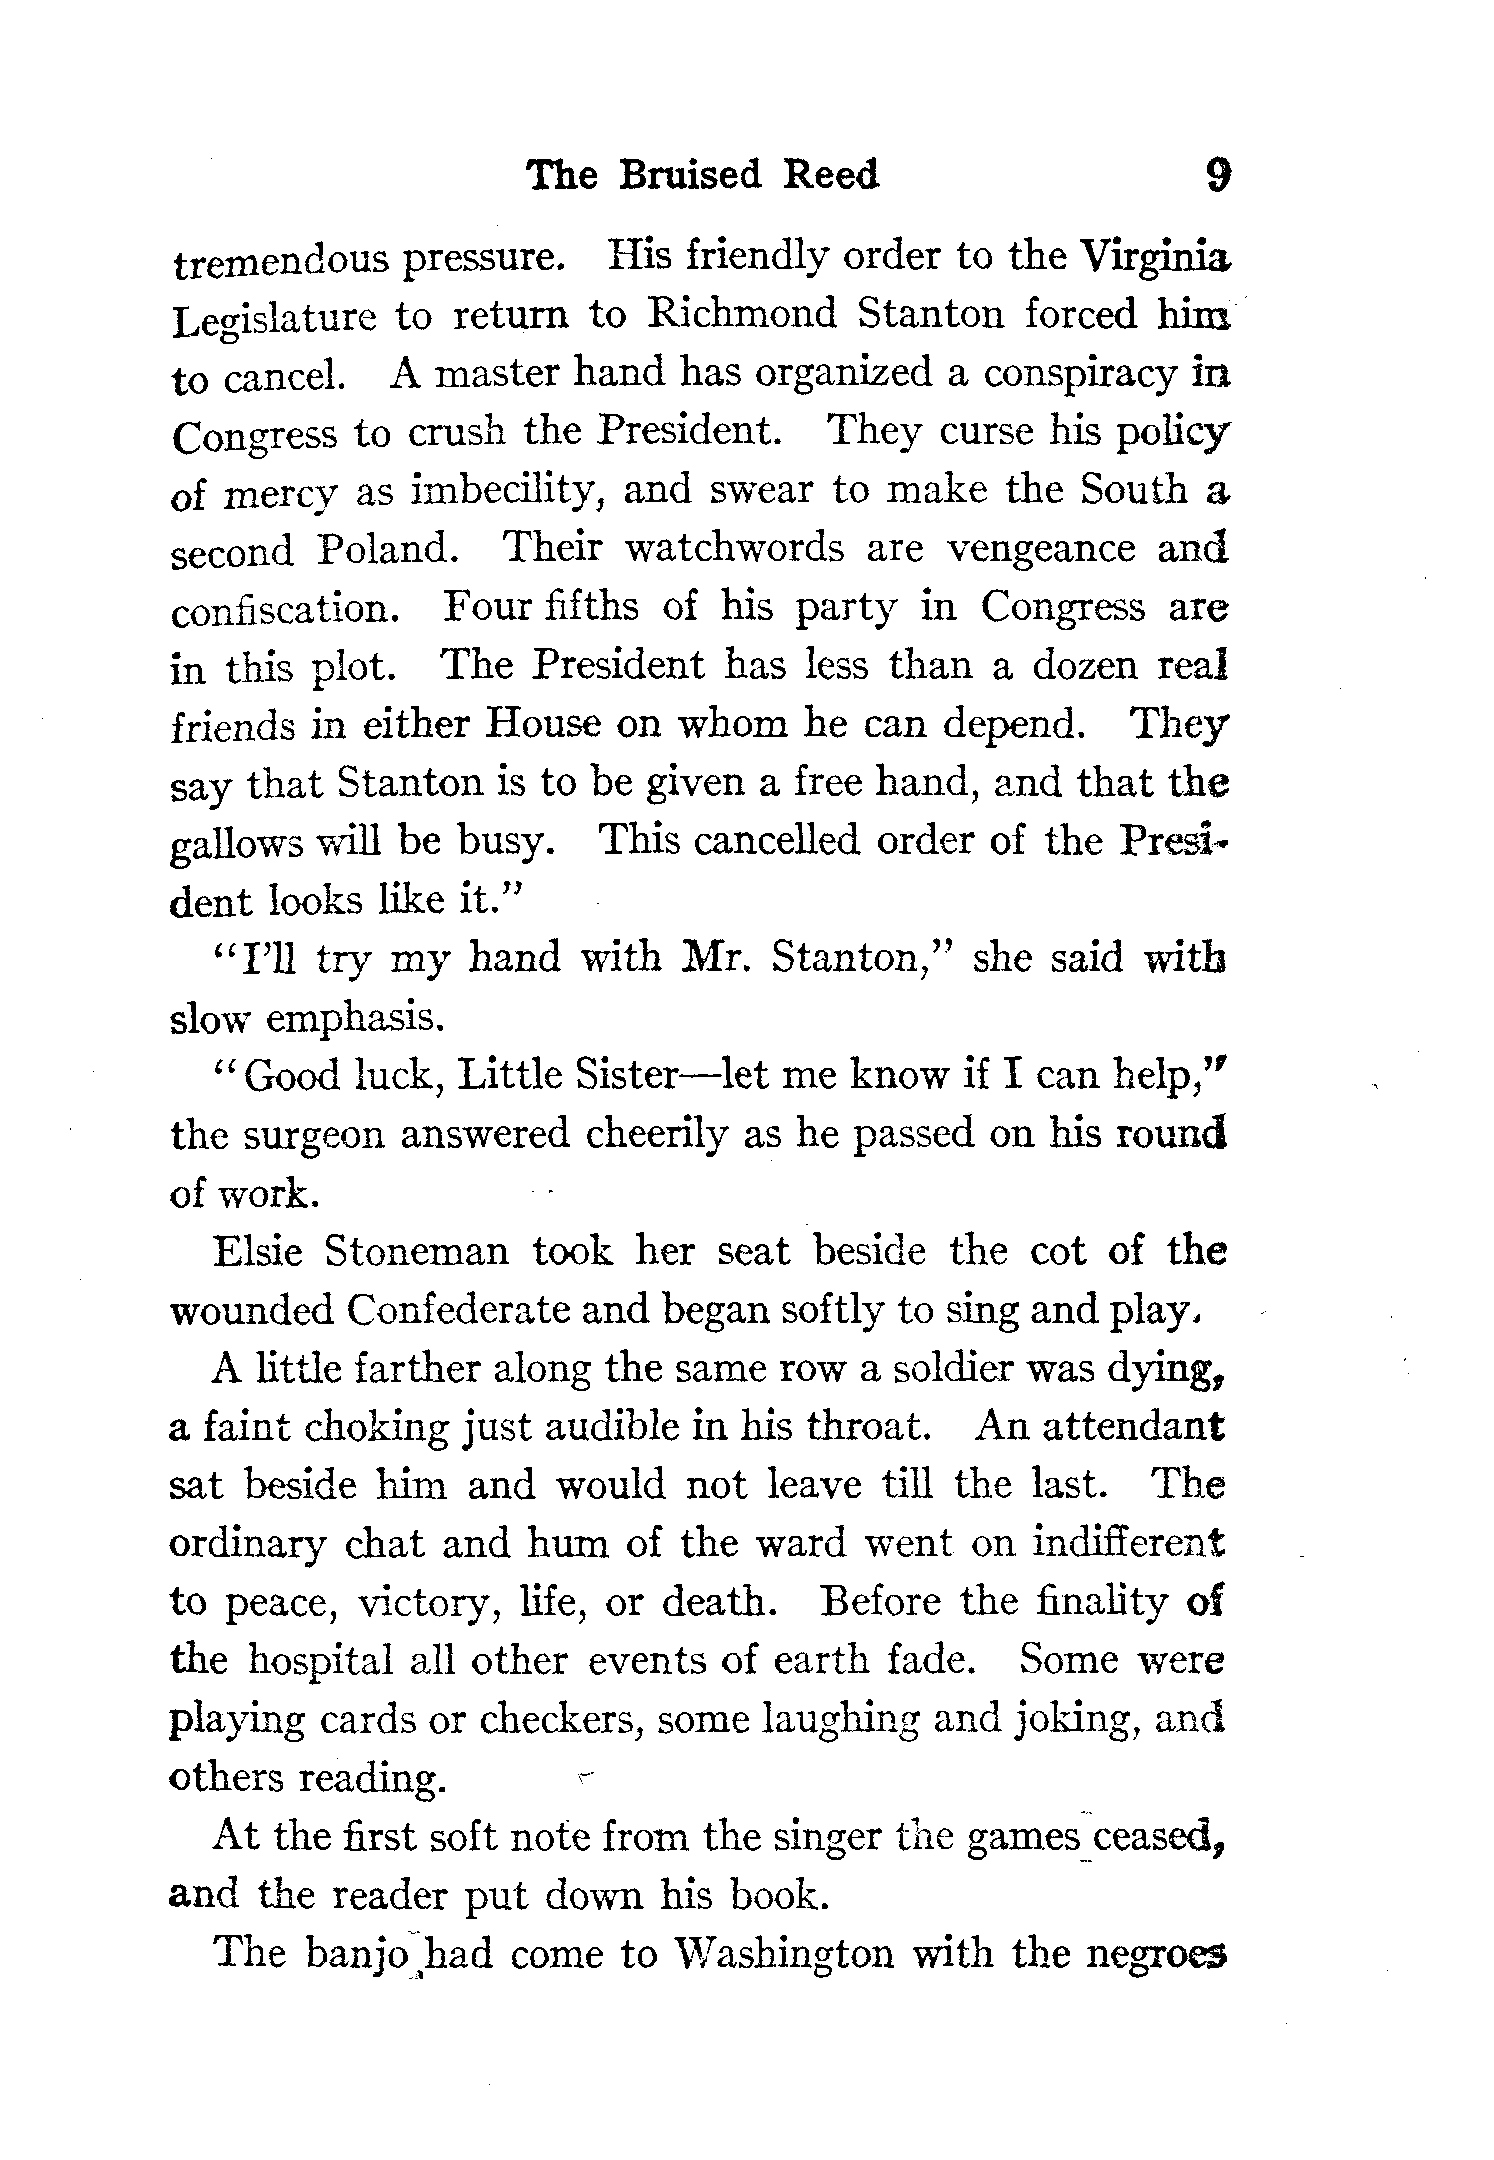 The Bruised Reed 9
tremendous pressure. His friendly order to the Virginia
Legislature to return to Richmond Stanton forced him
to cancel. A master hand has organized a conspiracy in
Congress to crush the President. They curse his policy
of mercy as imbecility, and swear to make the South a
second Poland. Their watchwords are vengeance and
confiscation. Four fifths of his party in Congress are
in this plot. The President has less than a dozen real
friends in either House on whom he can depend. They
say that Stanton is to be given a free hand, and that the
gallows will be busy. This cancelled order of the Presi-
dent looks like it.”
“I’ll try my hand with Mr. Stanton,” she said with
slow emphasis.
“Good luck, Little Sister—let me know if I can help,”
the surgeon answered cheerily as he passed on his round
of work.
Elsie Stoneman took her seat beside the cot of the
wounded Confederate and began softly to sing and play.
A little farther along the same row a soldier was dying,
a faint choking just audible in his throat. An attendant
sat beside him and would not leave till the last. The
ordinary chat and hum of the ward went on indifferent
to peace, victory, life, or death. Before the finality of
the hospital all other events of earth fade. Some were
playing cards or checkers, some laughing and joking, and
others reading.
At the first soft note from the singer the games ceased,
and the reader put down his book.
The banjo had come to Washington with the negroes